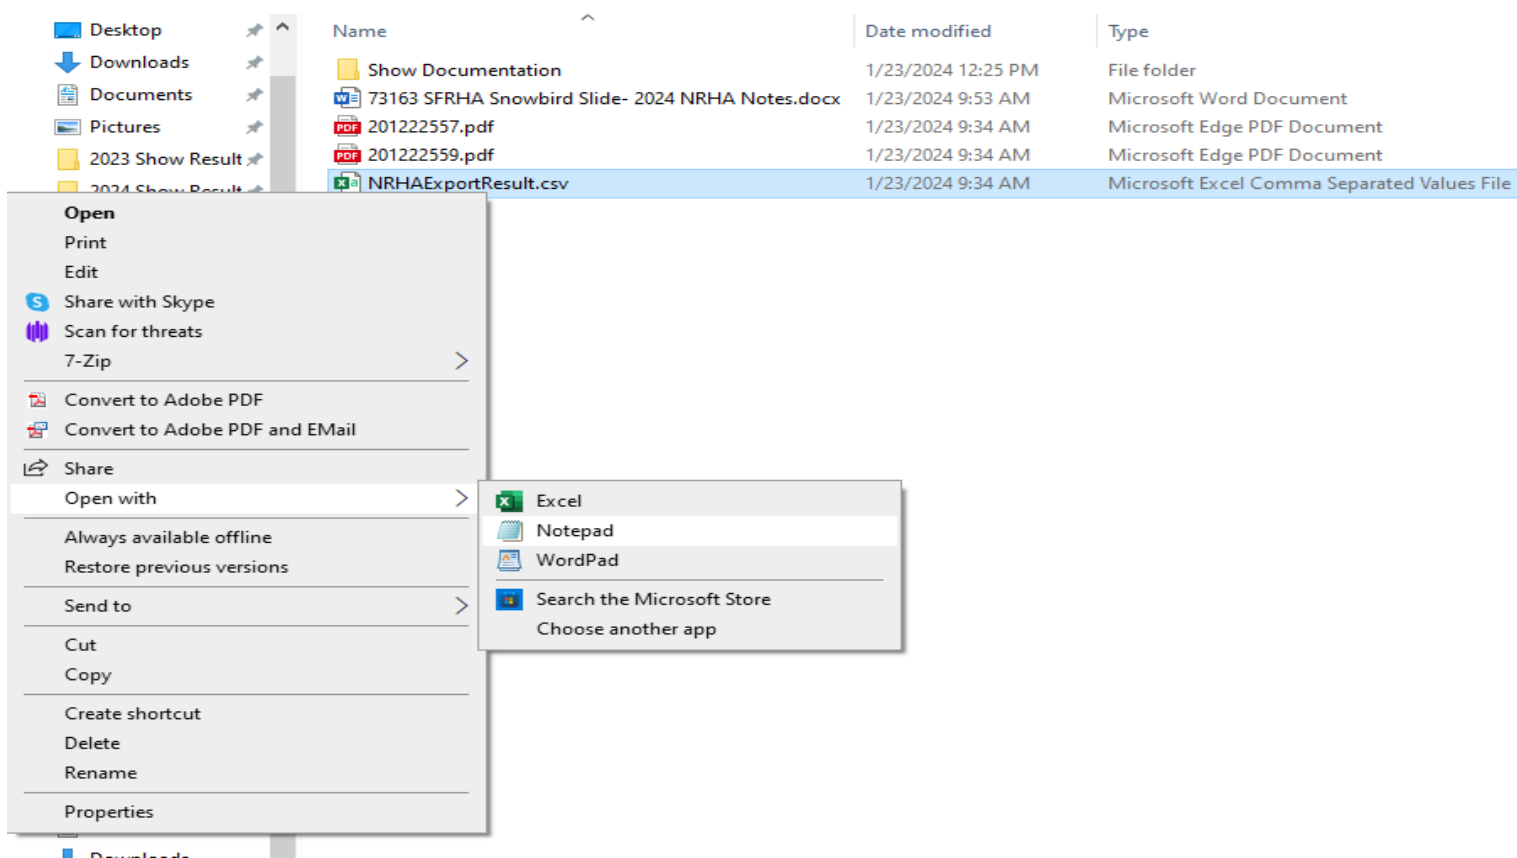 Desktop
Downloads
Documents
Pictures
2023 Show Result
2024 Show Result
Name Date modified Type
Show Documentation 1/23/2024 12:25 PM File folder
73163 SFRHA Snowbird Slide- 2024 NRHA Notes.docx 1/23/2024 9:53 AM Microsoft Word Document
201222557.pdf 1/23/2024 9:34 AM Microsoft Edge PDF Document
201222559.pdf 1/23/2024 9:34 AM Microsoft Edge PDF Document
NRHAExportResult.csv 1/23/2024 9:34 AM Microsoft Excel Comma Separated Values File
Open
Print
Edit
Share with Skype
Scan for threats
7-Zip
Convert to Adobe PDF
Convert to Adobe PDF and EMail
Share
Open with
Always available offline
Restore previous versions
Send to
Cut
Copy
Create shortcut
Delete
Rename
Properties
Excel
Notepad
WordPad
Search the Microsoft Store
Choose another app
Downloads